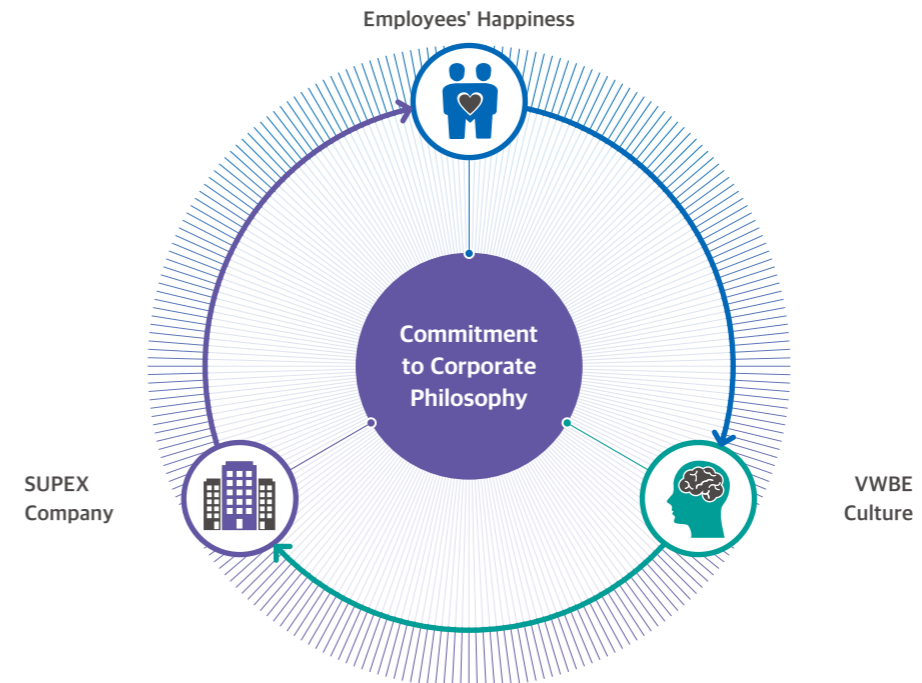 Employees' Happiness
Commitment
to Corporate
Philosophy
SUPEX
Company
VWBE
Culture